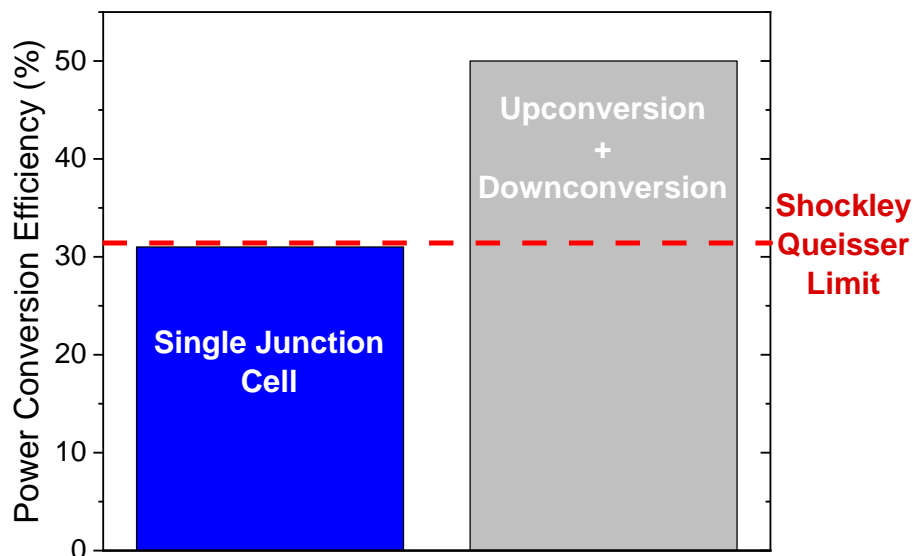 Power Conversion Efficiency (%)
50
40
30
20
10
0
Upconversion
+
Downconversion
Single Junction
Cell
Shockley
Queisser
Limit